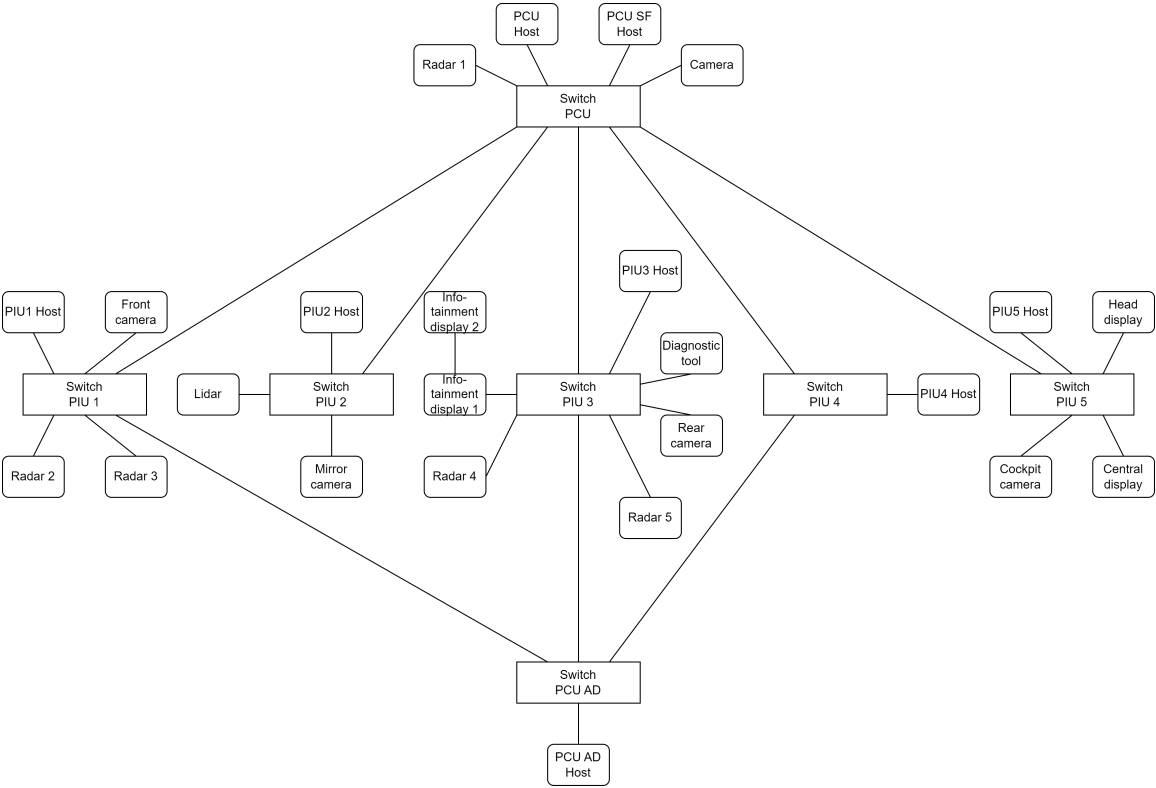 PCU
Host
PCU SF
Host
Radar 1
Camera
Switch
PCU
PIU3 Host
PIU1 Host
Front
camera
PIU2 Host
Info-
tainment
display 2
PIU5 Host
Head
display
Diagnostic
tool
Switch
PIU 1
Lidar
Switch
PIU 2
Info-
tainment
display 1
Switch
PIU 3
Switch
PIU 4
PIU4 Host
Switch
PIU 5
Rear
camera
Radar 2
Radar 3
Mirror
camera
Radar 4
Cockpit
camera
Central
display
Radar 5
Switch
PCU AD
PCU AD
Host